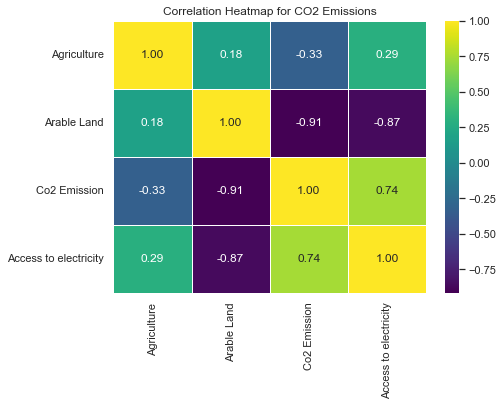 Correlation Heatmap for CO2 Emissions
Agriculture 1.00 0.18 -0.33 0.29
Arable Land 0.18 1.00 -0.91 -0.87
Co2 Emission -0.33 -0.91 1.00 0.74
Access to electricity 0.29 -0.87 0.74 1.00
Agriculture
Arable Land
Co2 Emission
Access to electricity
1.00
0.75
0.50
0.25
0.00
-0.25
-0.50
-0.75